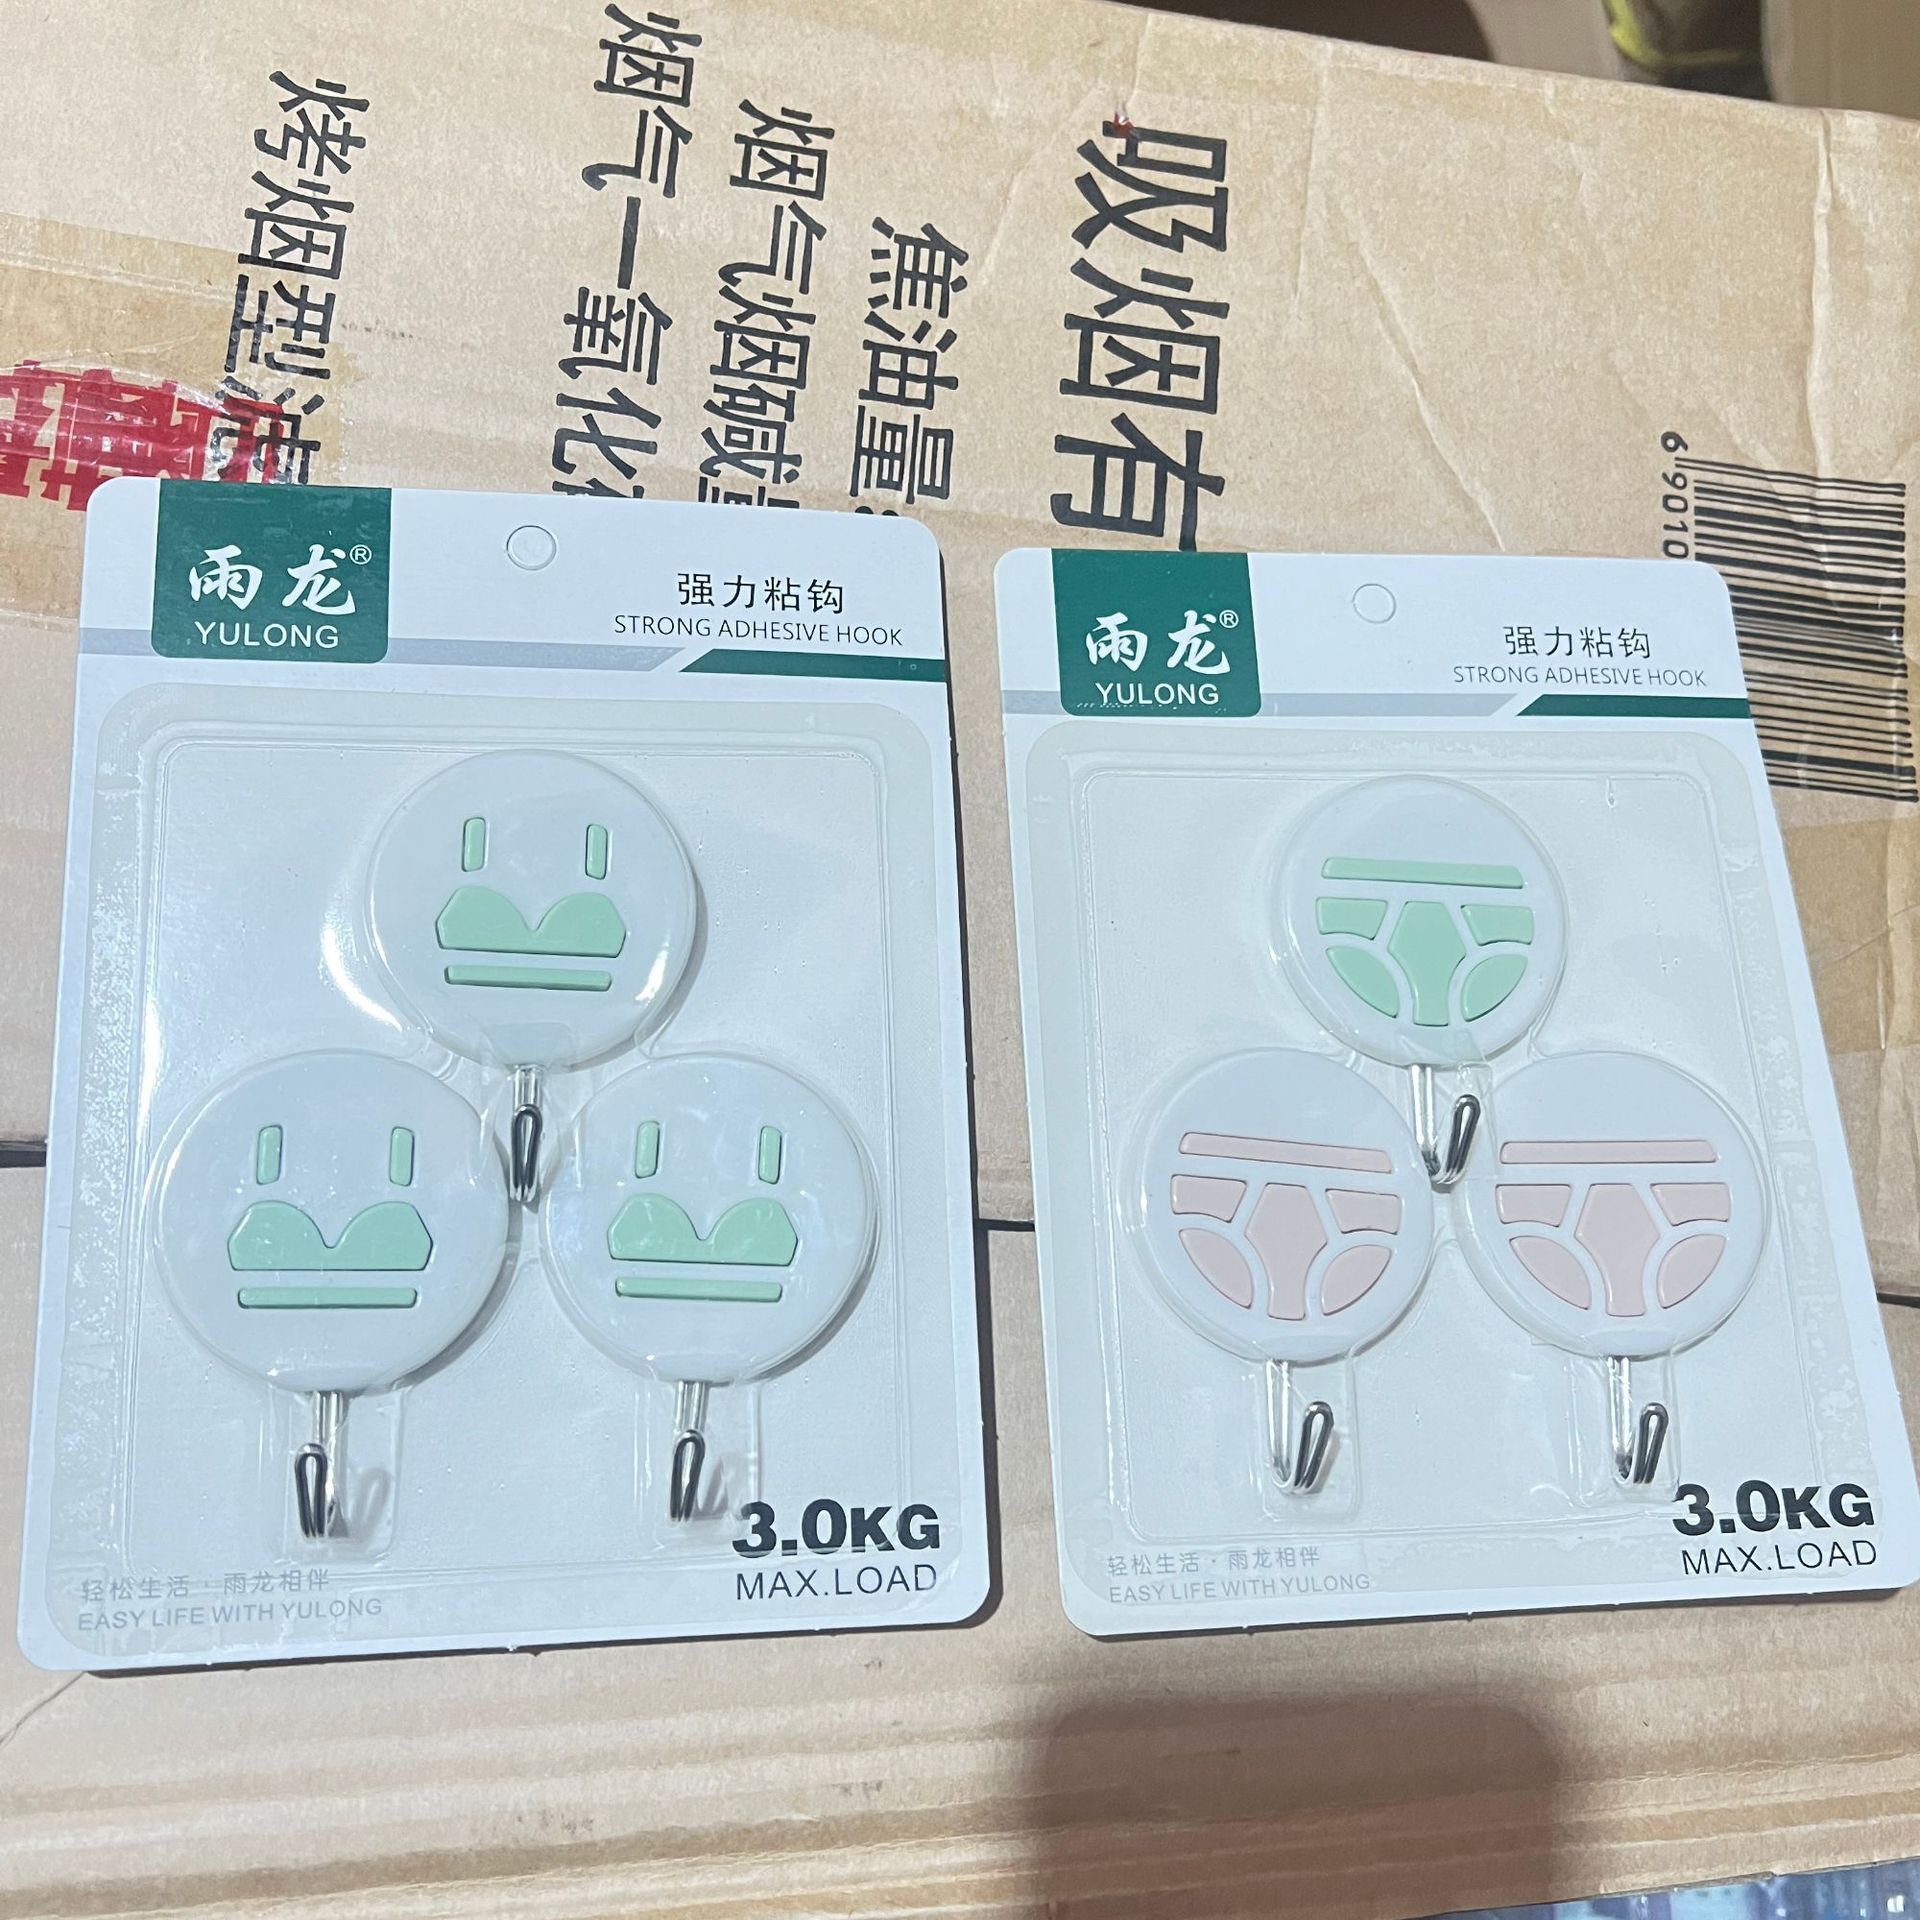 吸烟有
焦油量
烟气烟碱量
烟气一氧化碳
烤烟型
6 9010
雨龙®
YULONG
强力粘钩
STRONG ADHESIVE HOOK
3.0KG
MAX.LOAD
轻松生活·雨龙相伴
EASY LIFE WITH YULONG
雨龙®
YULONG
强力粘钩
STRONG ADHESIVE HOOK
3.0KG
MAX.LOAD
轻松生活·雨龙相伴
EASY LIFE WITH YULONG